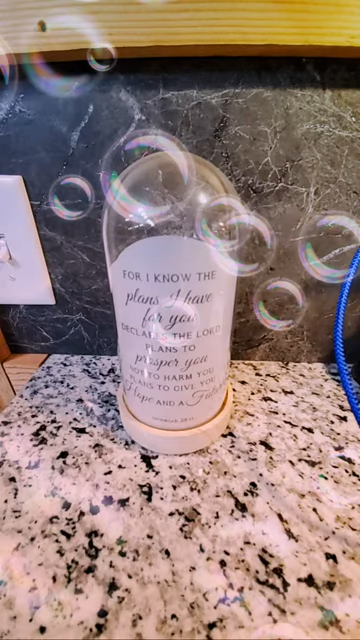 FOR I KNOW THE
plans I have
for you
DECLARES THE LORD
PLANS TO
prosper you
NOT TO HARM YOU
PLANS TO GIVE YOU
Hope AND A Future